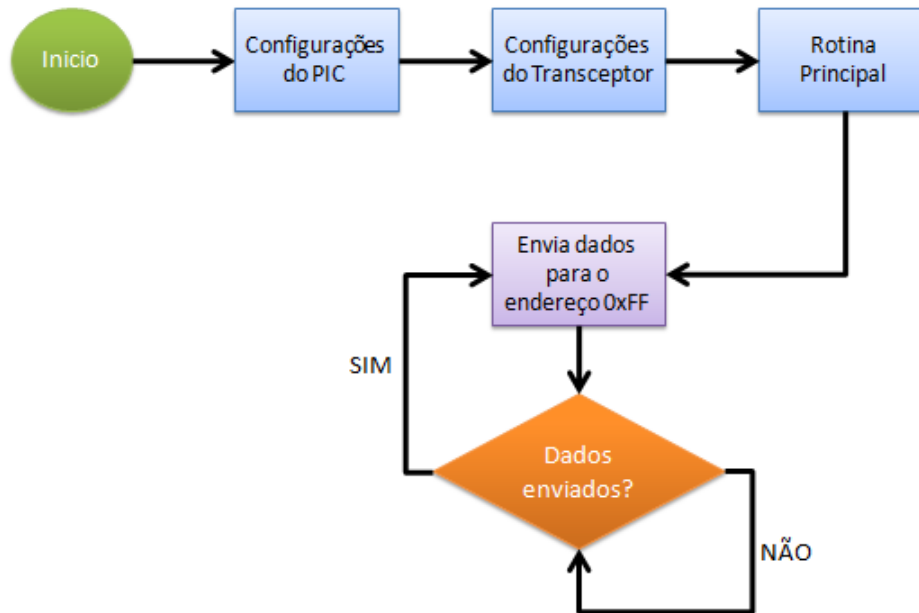 Inicio
Configurações
do PIC
Configurações
do Transceptor
Rotina
Principal
Envia dados
para o
endereço 0xFF
SIM
Dados
enviados?
NÃO